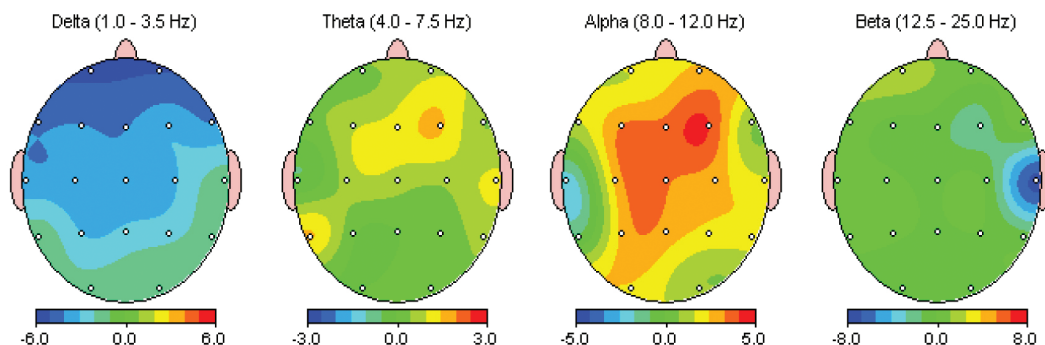 Delta (1.0 - 3.5 Hz)
Theta (4.0 - 7.5 Hz)
Alpha (8.0 - 12.0 Hz)
Beta (12.5 - 25.0 Hz)
-6.0 0.0 6.0
-3.0 0.0 3.0
-5.0 0.0 5.0
-8.0 0.0 8.0